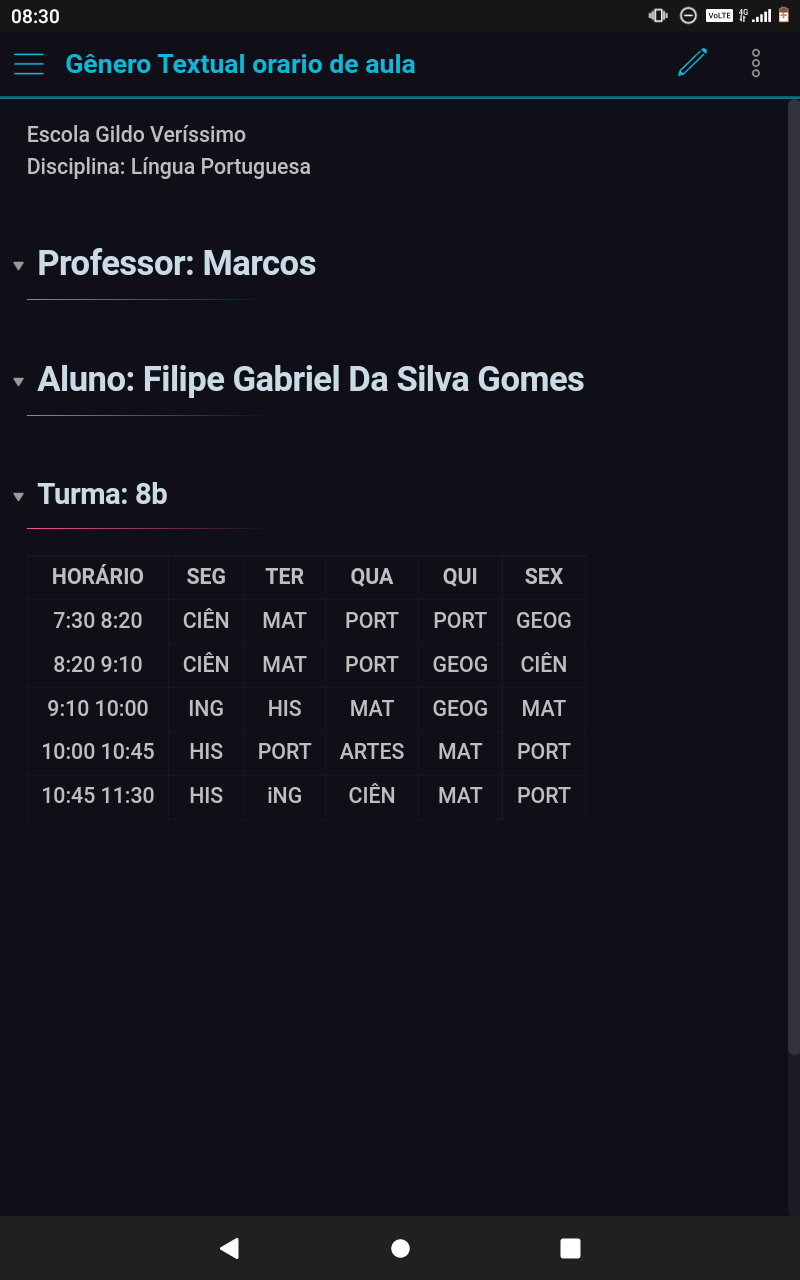 08:30
VoLTE 4G
Gênero Textual orario de aula
Escola Gildo Veríssimo
Disciplina: Língua Portuguesa
Professor: Marcos
Aluno: Filipe Gabriel Da Silva Gomes
Turma: 8b
HORÁRIO SEG TER QUA QUI SEX
7:30 8:20 CIÊN MAT PORT PORT GEOG
8:20 9:10 CIÊN MAT PORT GEOG CIÊN
9:10 10:00 ING HIS MAT GEOG MAT
10:00 10:45 HIS PORT ARTES MAT PORT
10:45 11:30 HIS iNG CIÊN MAT PORT